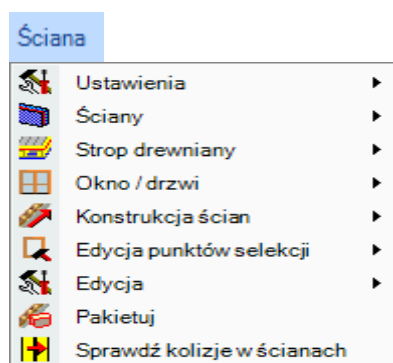 Ściana
Ustawienia
Ściany
Strop drewniany
Okno / drzwi
Konstrukcja ścian
Edycja punktów selekcji
Edycja
Pakietuj
Sprawdź kolizje w ścianach